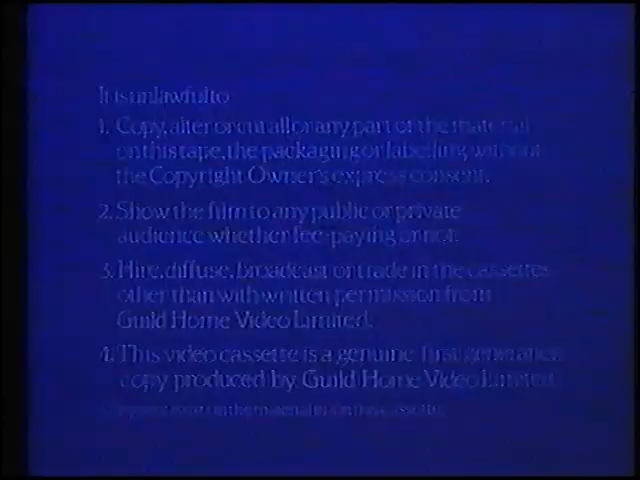 It is unlawful to
1. Copy, alter or cut all or any part of the material
on this tape, the packaging or labelling without
the Copyright Owner's express consent.
2. Show the film to any public or private
audience whether fee-paying or not.
3. Hire, diffuse, broadcast or trade in the cassettes
other than with written permission from
Guild Home Video Limited.
4. This video cassette is a genuine first generation
copy produced by Guild Home Video Limited.